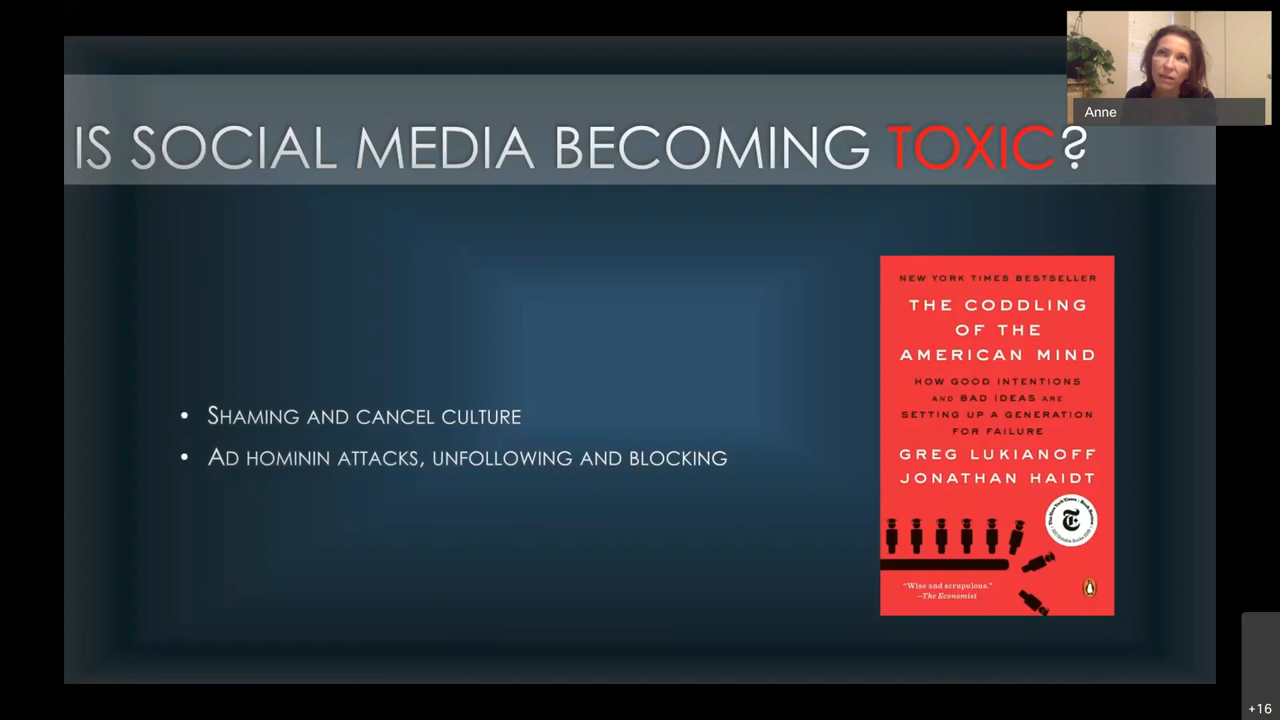 Anne
IS SOCIAL MEDIA BECOMING TOXIC?
NEW YORK TIMES BESTSELLER
THE CODDLING
OF THE
AMERICAN MIND
HOW GOOD INTENTIONS
AND BAD IDEAS ARE
SETTING UP A GENERATION
FOR FAILURE
GREG LUKIANOFF
JONATHAN HAIDT
"Wise and scrupulous."
—The Economist
• SHAMING AND CANCEL CULTURE
• AD HOMININ ATTACKS, UNFOLLOWING AND BLOCKING
+16